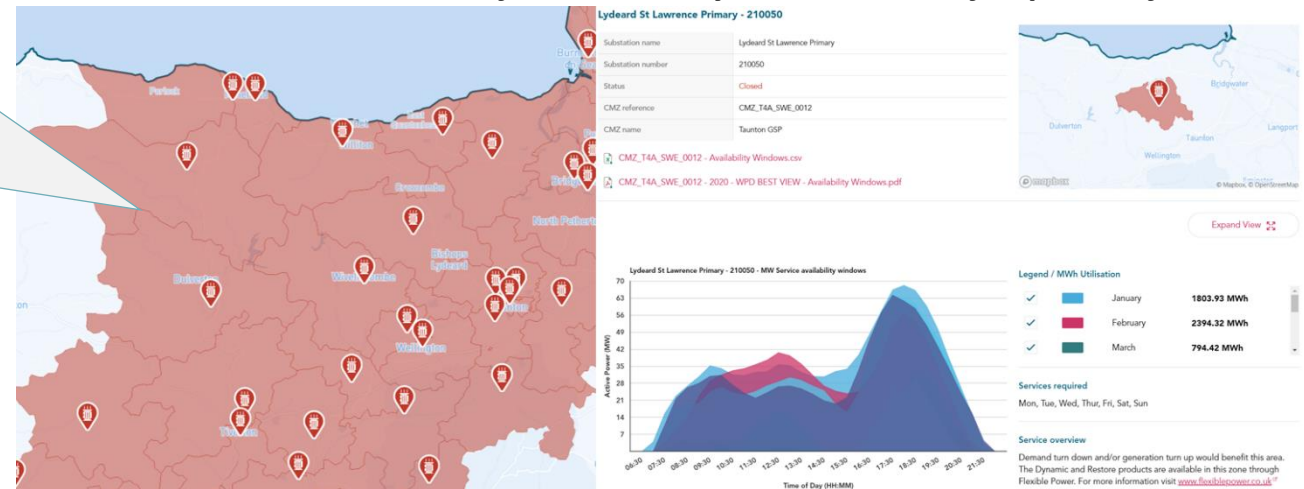 Porlock
Williton
Crowcombe
North Pethert
Bishops
Lydeard
Dulverton
Tiverton
Wellington
Lydeard St Lawrence Primary - 210050
Substation name Lydeard St Lawrence Primary
Substation number 210050
Status Closed
CMZ reference CMZ_T4A_SWE_0012
CMZ name Taunton GSP
CMZ_T4A_SWE_0012 - Availability Windows.csv
CMZ_T4A_SWE_0012 - 2020 - WPD BEST VIEW - Availability Windows.pdf
Bridgwater
Dulverton
Langport
Taunton
Wellington
mapbox
© Mapbox, © OpenStreetMap
Expand View
Lydeard St Lawrence Primary - 210050 - MW Service availability windows
70
63
56
49
42
35
28
21
14
7
Active Power (MW)
06:30 07:30 08:30 09:30 10:30 11:30 12:30 13:30 14:30 15:30 16:30 17:30 18:30 19:30 20:30 21:30
Time of Day (HH:MM)
Legend / MWh Utilisation
January 1803.93 MWh
February 2394.32 MWh
March 794.42 MWh
Services required
Mon, Tue, Wed, Thur, Fri, Sat, Sun
Service overview
Demand turn down and/or generation turn up would benefit this area.
The Dynamic and Restore products are available in this zone through
Flexible Power. For more information visit www.flexiblepower.co.uk